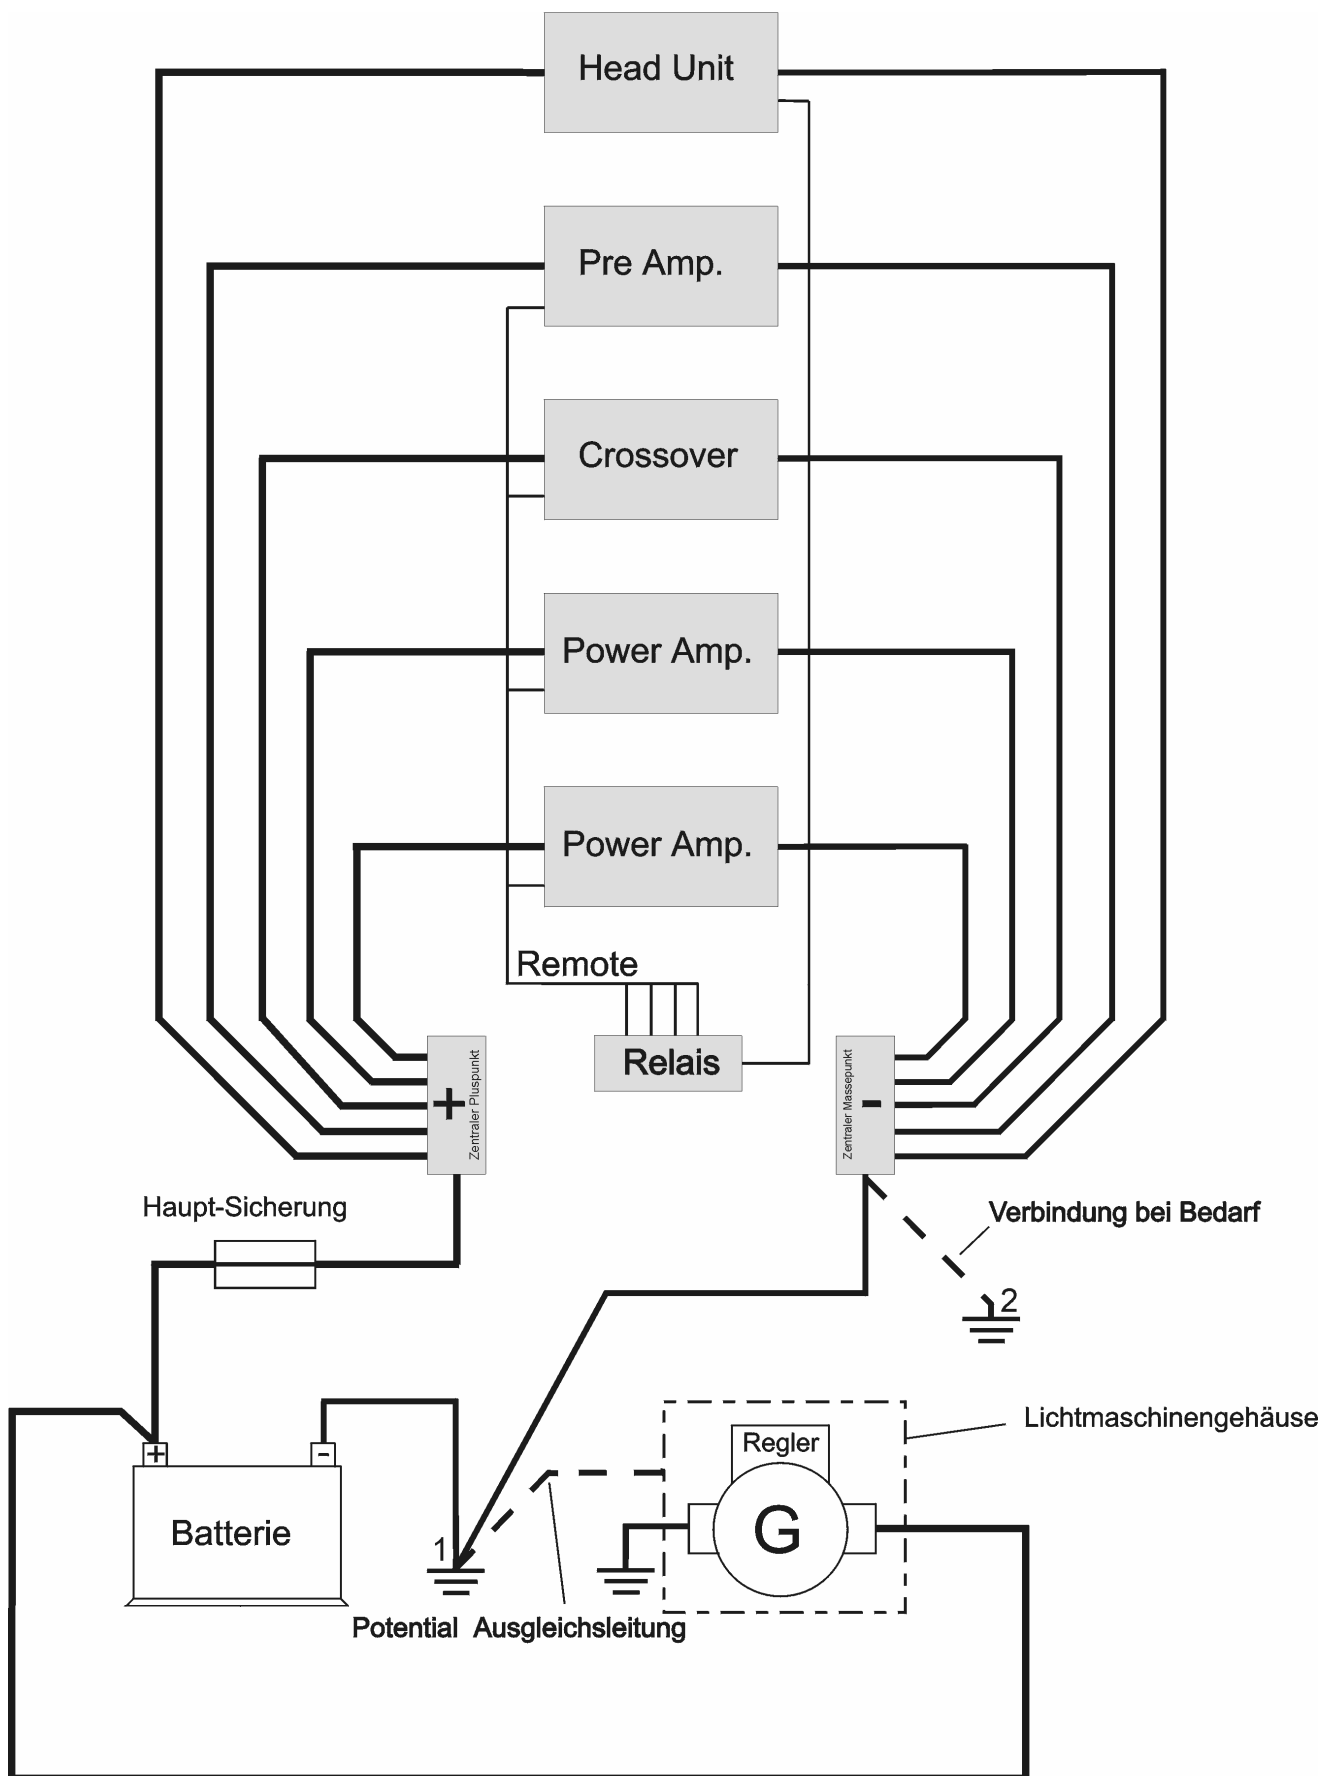 Head Unit
Pre Amp.
Crossover
Power Amp.
Power Amp.
Remote
Relais
+
Zentraler Pluspunkt
-
Zentraler Massepunkt
Haupt-Sicherung
Verbindung bei Bedarf
2
Lichtmaschinengehäuse
Regler
+
-
G
Batterie
1
Potential Ausgleichsleitung